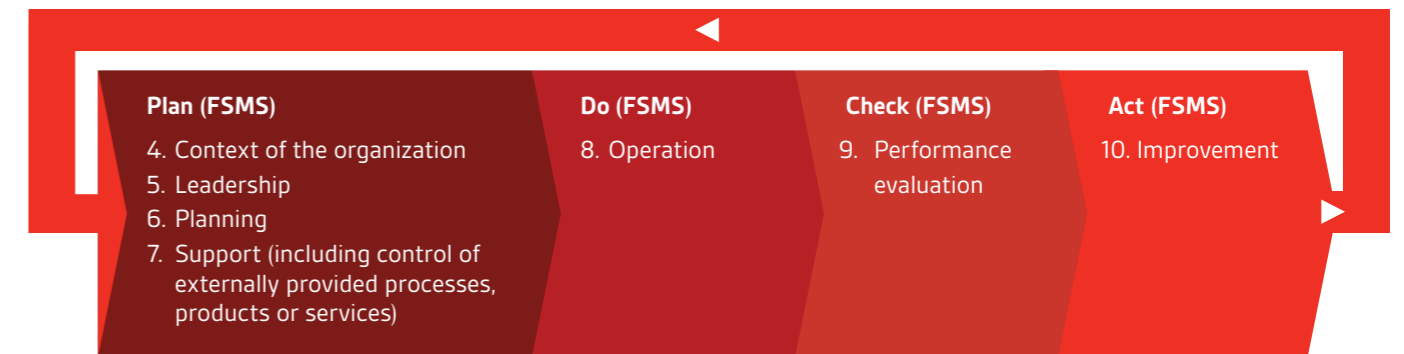 Plan (FSMS)
4. Context of the organization
5. Leadership
6. Planning
7. Support (including control of
externally provided processes,
products or services)
Do (FSMS)
8. Operation
Check (FSMS)
9. Performance
evaluation
Act (FSMS)
10. Improvement